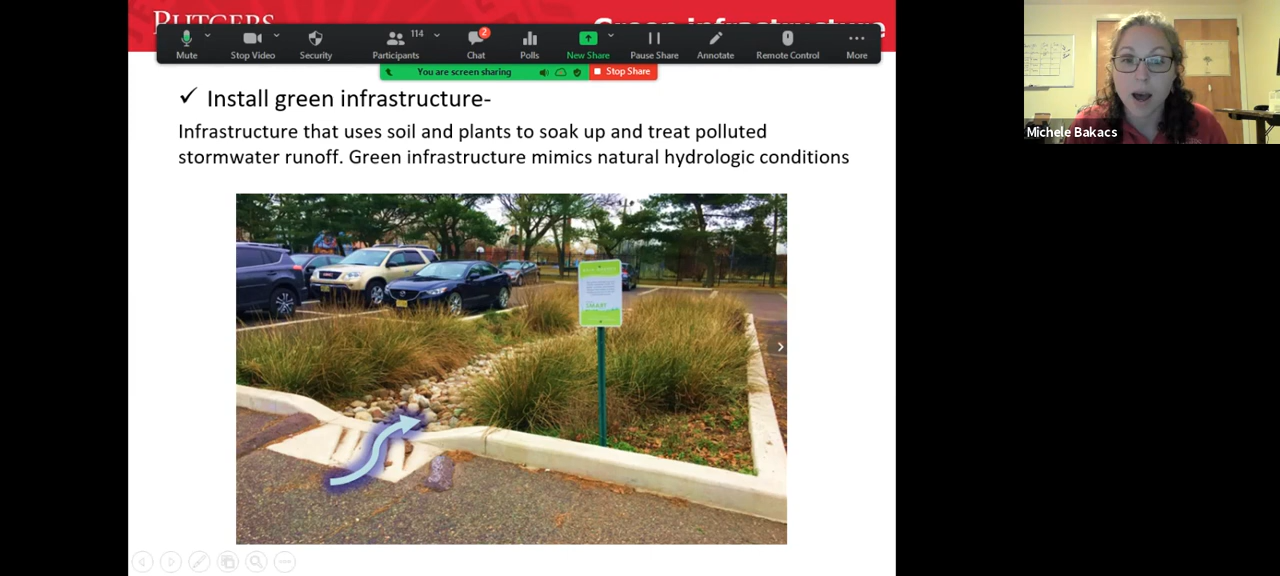 RUTGERS
Green infrastructure
Mute
Stop Video
Security
Participants
114
Chat
2
Polls
New Share
Pause Share
Annotate
Remote Control
More
You are screen sharing
Stop Share
✓ Install green infrastructure-
Infrastructure that uses soil and plants to soak up and treat polluted
stormwater runoff. Green infrastructure mimics natural hydrologic conditions
Michele Bakacs